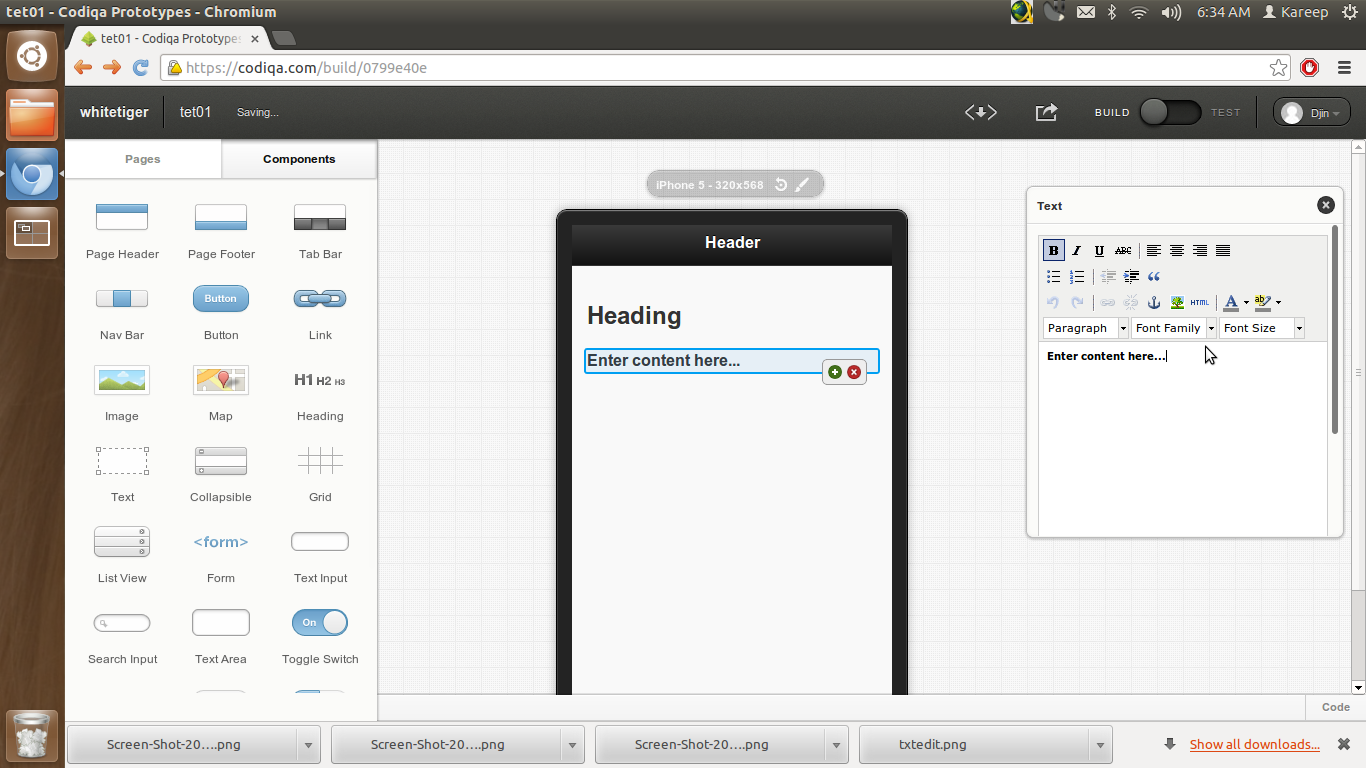 tet01 - Codiqa Prototypes - Chromium
6:34 AM Kareep
tet01 - Codiqa Prototypes
https://codiqa.com/build/0799e40e
whitetiger tet01 Saving... BUILD TEST Djin
Pages Components
Page Header Page Footer Tab Bar
Button
Nav Bar Button Link
H1 H2 H3
Image Map Heading
Text Collapsible Grid
<form>
List View Form Text Input
On
Search Input Text Area Toggle Switch
iPhone 5 - 320x568
Header
Heading
Enter content here...
Text
B I U ABC
HTML A ab
Paragraph Font Family Font Size
Enter content here...
Code
Screen-Shot-20....png Screen-Shot-20....png Screen-Shot-20....png txtedit.png Show all downloads...